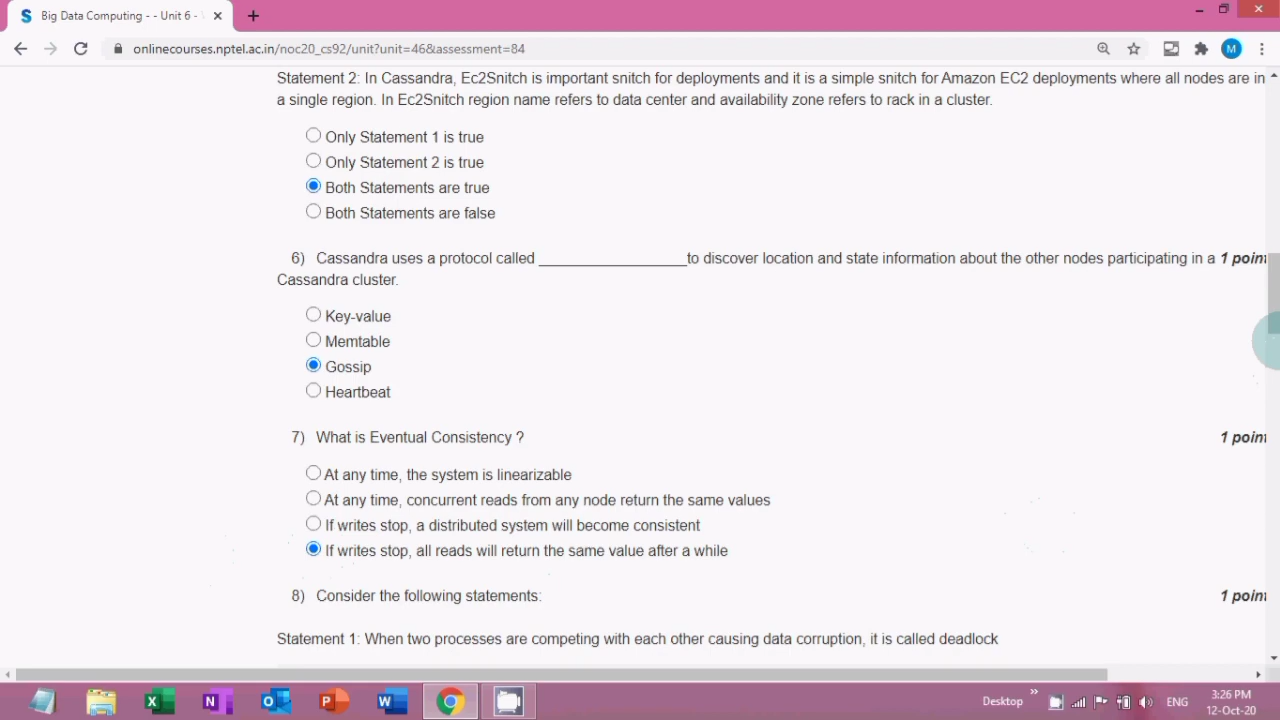 Big Data Computing - - Unit 6 -
onlinecourses.nptel.ac.in/noc20_cs92/unit?unit=46&assessment=84
M
Statement 2: In Cassandra, Ec2Snitch is important snitch for deployments and it is a simple snitch for Amazon EC2 deployments where all nodes are in
a single region. In Ec2Snitch region name refers to data center and availability zone refers to rack in a cluster.
Only Statement 1 is true
Only Statement 2 is true
Both Statements are true
Both Statements are false
6) Cassandra uses a protocol called __________________to discover location and state information about the other nodes participating in a 1 poin
Cassandra cluster.
Key-value
Memtable
Gossip
Heartbeat
7) What is Eventual Consistency ? 1 poin
At any time, the system is linearizable
At any time, concurrent reads from any node return the same values
If writes stop, a distributed system will become consistent
If writes stop, all reads will return the same value after a while
8) Consider the following statements: 1 poin
Statement 1: When two processes are competing with each other causing data corruption, it is called deadlock
Desktop ENG 3:26 PM
12-Oct-20